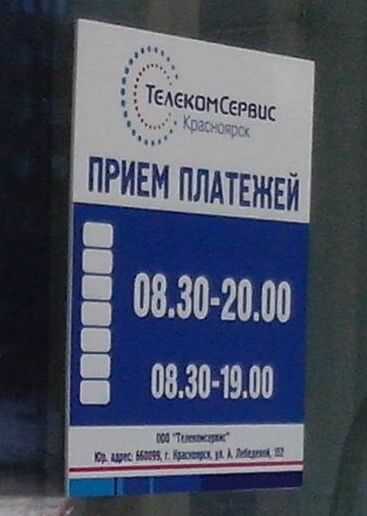 ТЕЛЕКОМСЕРВИС
Красноярск
ПРИЕМ ПЛАТЕЖЕЙ
08.30-20.00
08.30-19.00
ООО "Телекомсервис"
Юр. адрес: 660099, г. Красноярск, ул. А. Лебедевой, 152